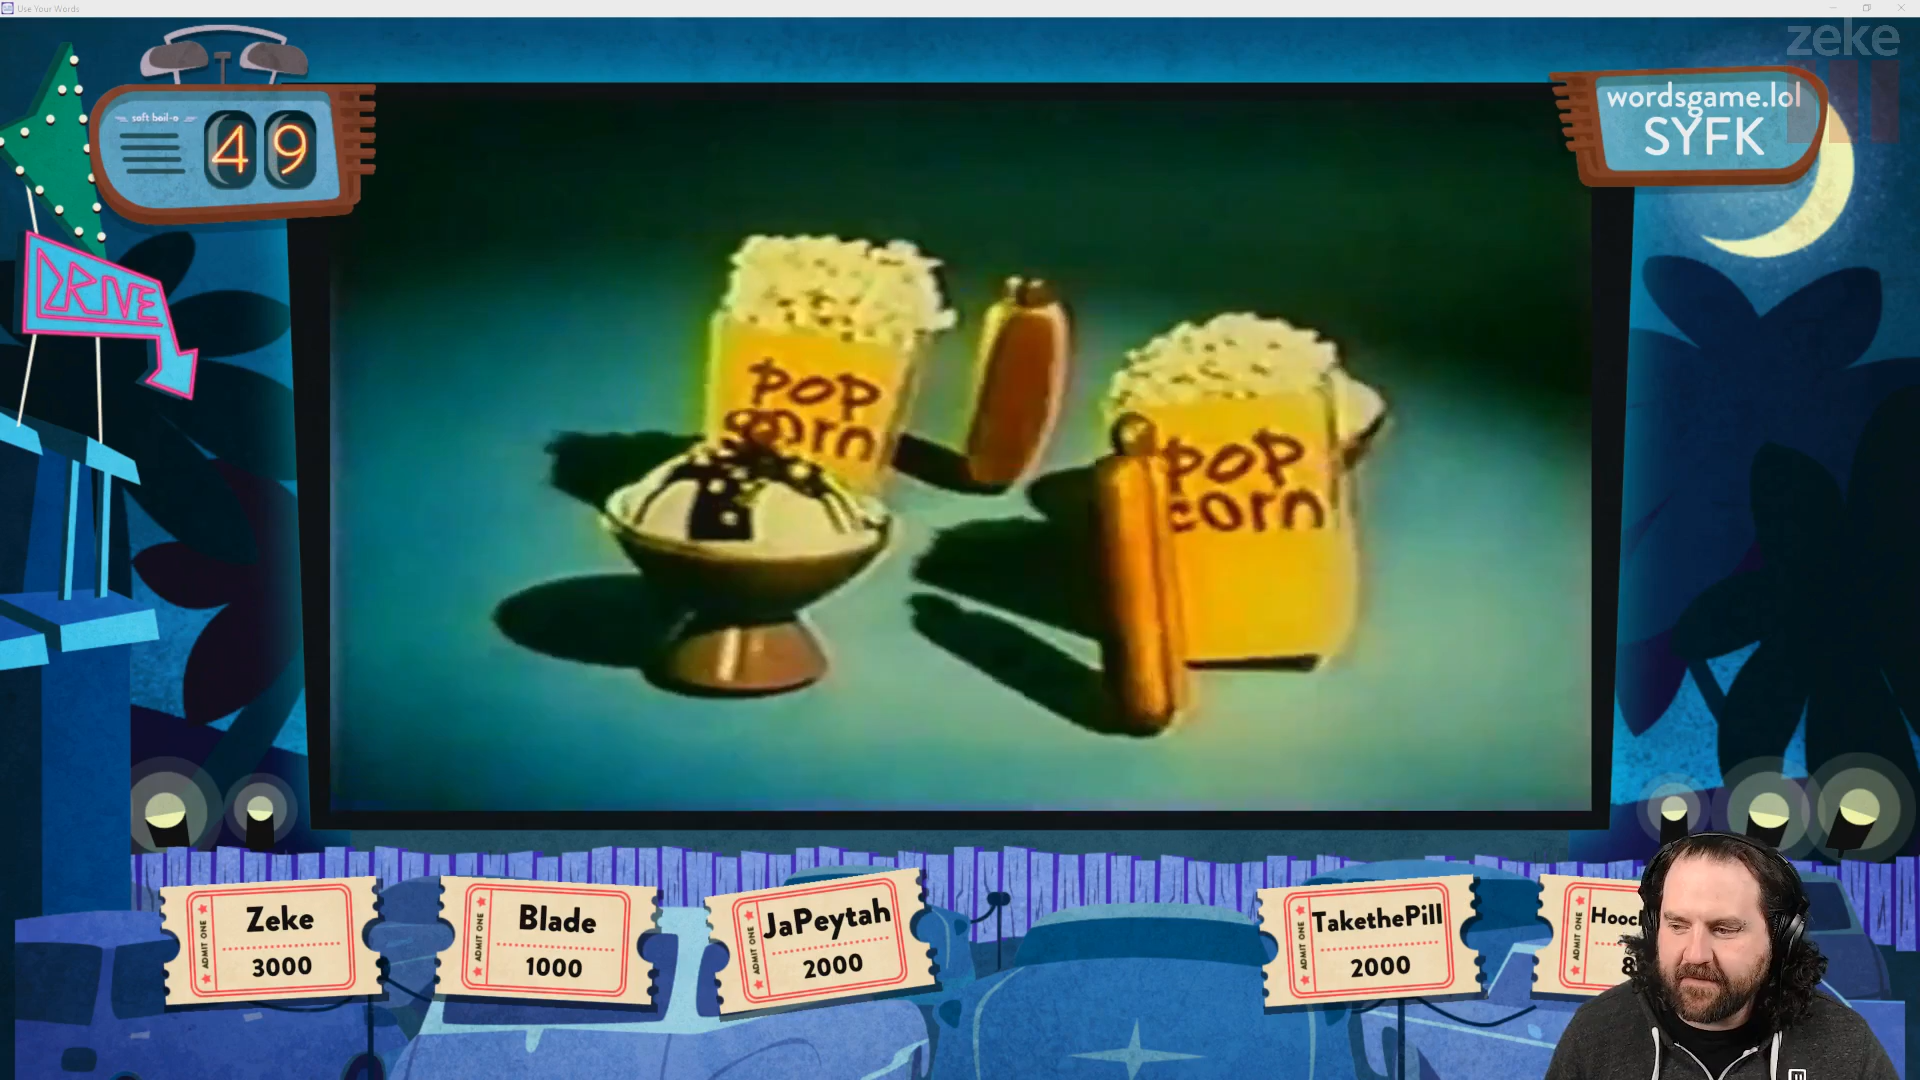 Use Your Words
zeke
soft bail-o
49
wordsgame.lol
SYFK
DRIVE
POP
corn
POP
corn
ADMIT ONE
Zeke
3000
ADMIT ONE
Blade
1000
ADMIT ONE
JaPeytah
2000
ADMIT ONE
TakethePill
2000
ADMIT ONE